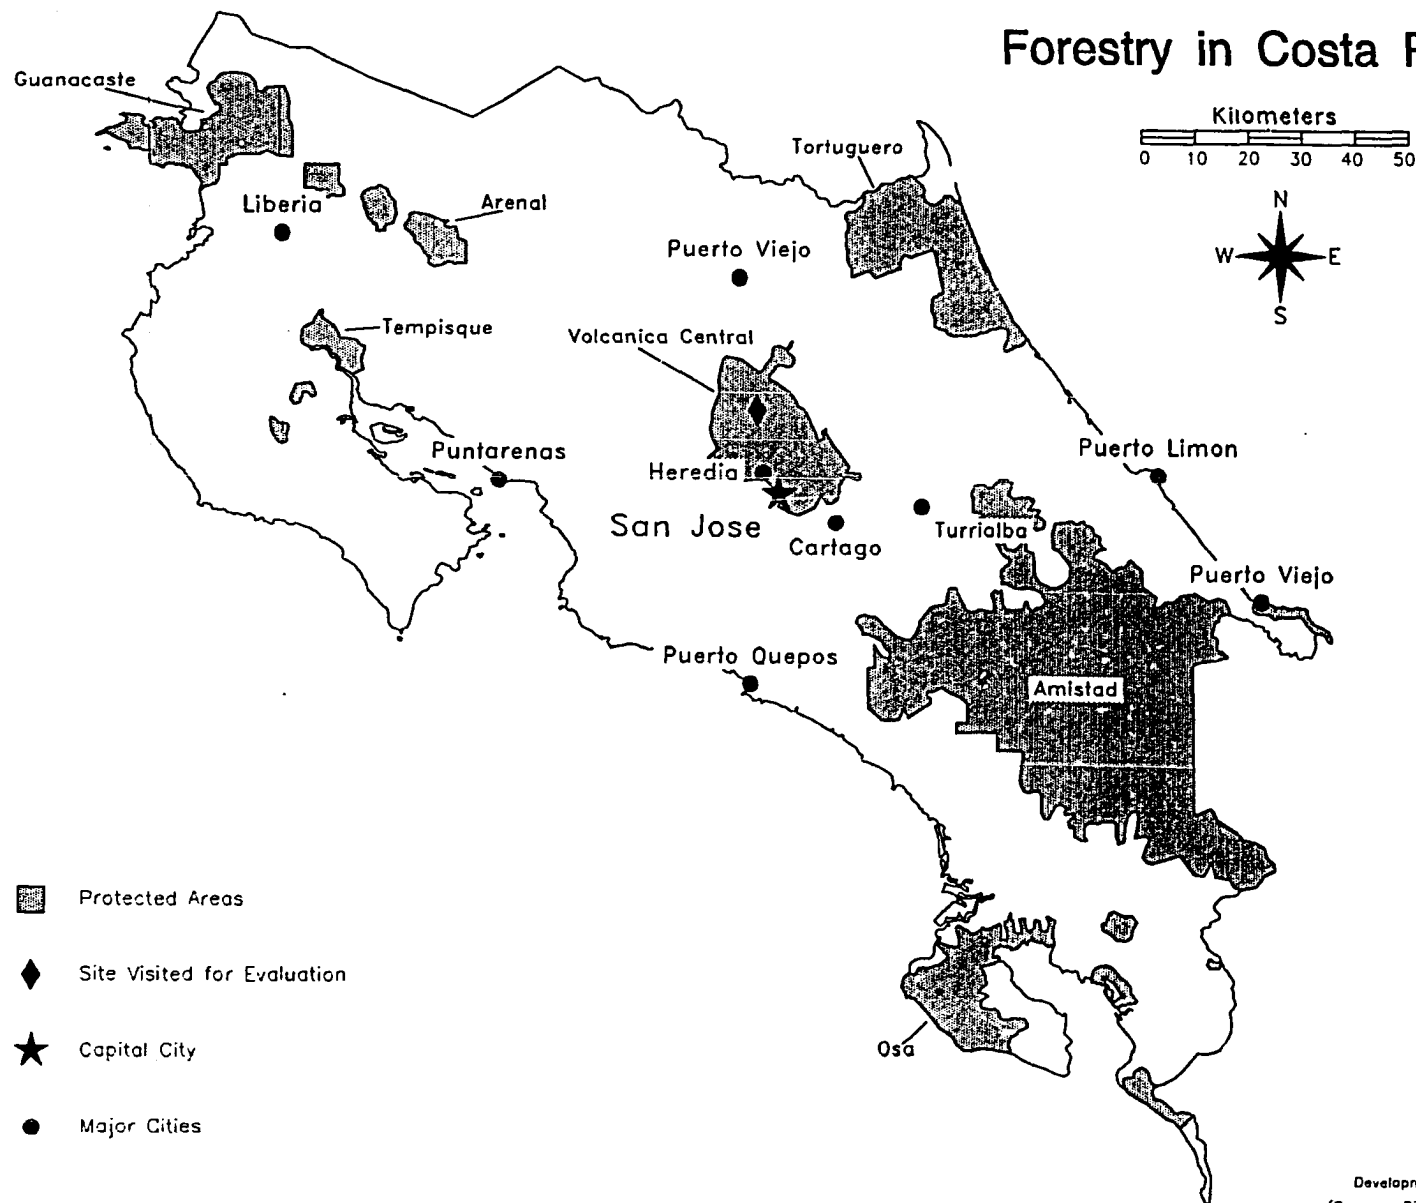 Forestry in Costa
Guanacaste
Kilometers
0 10 20 30 40 50
Tortuguero
N
W E
S
Liberia
Arenal
Puerto Viejo
Tempisque
Volcanica Central
Puntarenas
Heredia
Puerto Limon
San Jose
Cartago
Turrialba
Puerto Viejo
Puerto Quepos
Amistad
Protected Areas
Site Visited for Evaluation
Capital City
Osa
Major Cities